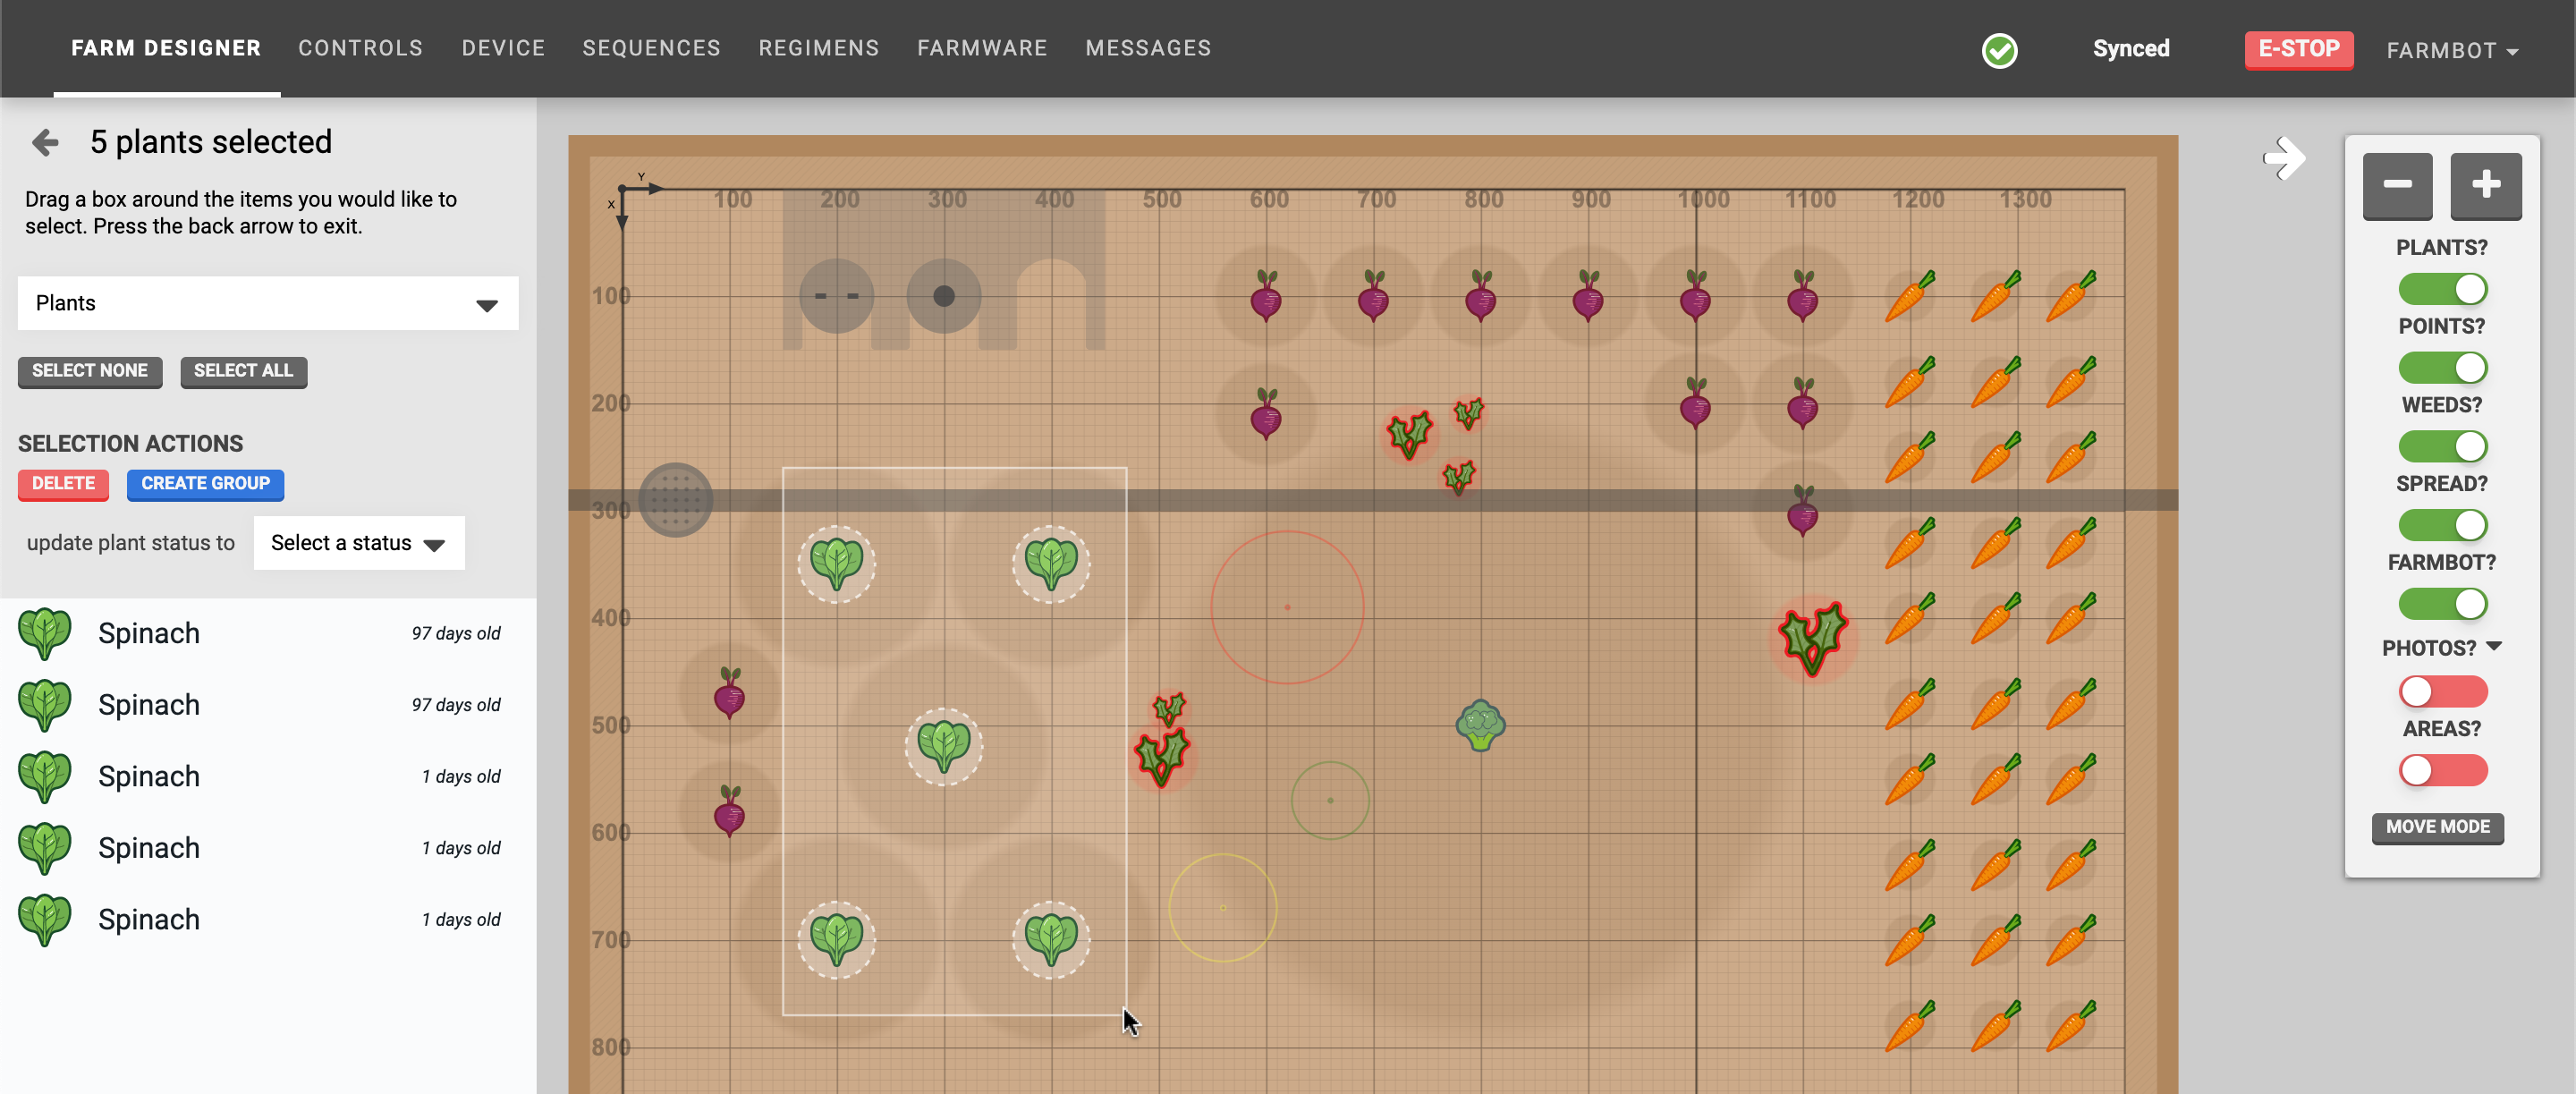 FARM DESIGNER CONTROLS DEVICE SEQUENCES REGIMENS FARMWARE MESSAGES Synced E-STOP FARMBOT
5 plants selected
Drag a box around the items you would like to
select. Press the back arrow to exit.
Plants
SELECT NONE SELECT ALL
SELECTION ACTIONS
DELETE CREATE GROUP
update plant status to Select a status
Spinach 97 days old
Spinach 97 days old
Spinach 1 days old
Spinach 1 days old
Spinach 1 days old
Y
X
100 200 300 400 500 600 700 800 900 1000 1100 1200 1300
100
200
300
400
500
600
700
800
PLANTS?
POINTS?
WEEDS?
SPREAD?
FARMBOT?
PHOTOS?
AREAS?
MOVE MODE